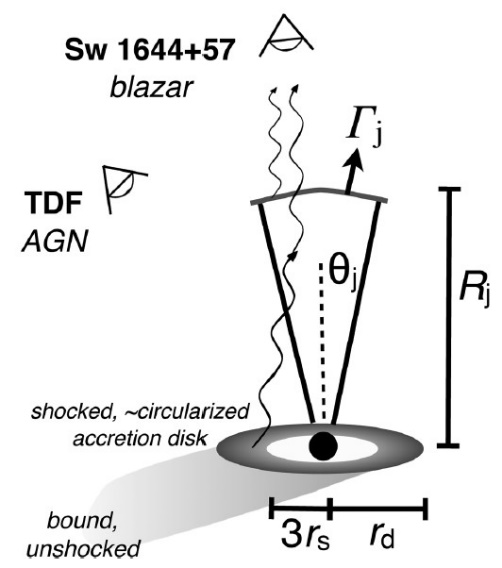 Sw 1644+57
blazar
Γj
TDF
AGN
θj
Rj
shocked, ~circularized
accretion disk
bound,
unshocked
3rs
rd